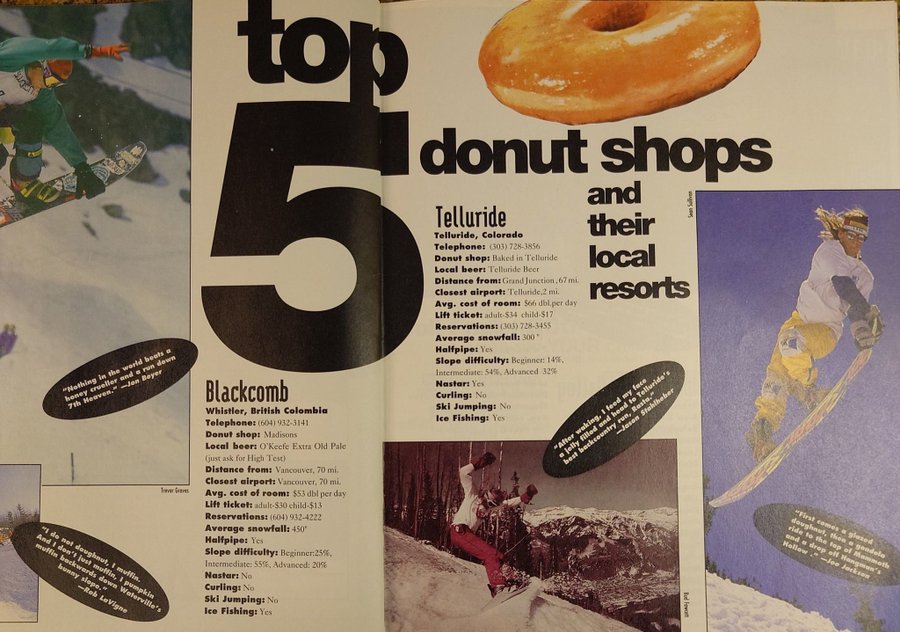 top
5
donut shops
and
their
local
resorts
"Nothing in the world beats a
honey crueller and a run down
7th Heaven." —Jon Boyer
Trevor Graves
"I do not doughnut, I muffin.
And I don't just muffin, I pumpkin
muffin backwards down Waterville's
bunny slope."
—Rob LaVigne
Blackcomb
Whistler, British Colombia
Telephone: (604) 932-3141
Donut shop: Madisons
Local beer: O'Keefe Extra Old Pale
(just ask for High Test)
Distance from: Vancouver, 70 mi.
Closest airport: Vancouver, 70 mi.
Avg. cost of room: $53 dbl per day
Lift ticket: adult-$30 child-$13
Reservations: (604) 932-4222
Average snowfall: 450"
Halfpipe: Yes
Slope difficulty: Beginner:25%,
Intermediate: 55%, Advanced: 20%
Nastar: No
Curling: No
Ski Jumping: No
Ice Fishing: Yes
Telluride
Telluride, Colorado
Telephone: (303) 728-3856
Donut shop: Baked in Telluride
Local beer: Telluride Beer
Distance from: Grand Junction, 67 mi.
Closest airport: Telluride, 2 mi.
Avg. cost of room: $66 dbl.per day
Lift ticket: adult-$34 child-$17
Reservations: (303) 728-3455
Average snowfall: 300 "
Halfpipe: Yes
Slope difficulty: Beginner: 14%,
Intermediate: 54%, Advanced 32%
Nastar: Yes
Curling: No
Ski Jumping: No
Ice Fishing: Yes
"After waking, I feed my face
a jelly filled and head to Telluride's
best backcountry run, Rasta."
—Jason Stohlheber
Rod Fawcett
Sean Sullivan
"First comes a glazed
doughnut, then a gondola
ride to the top of Mammoth
and a drop off Hangman's
Hollow." —Joe Jackson